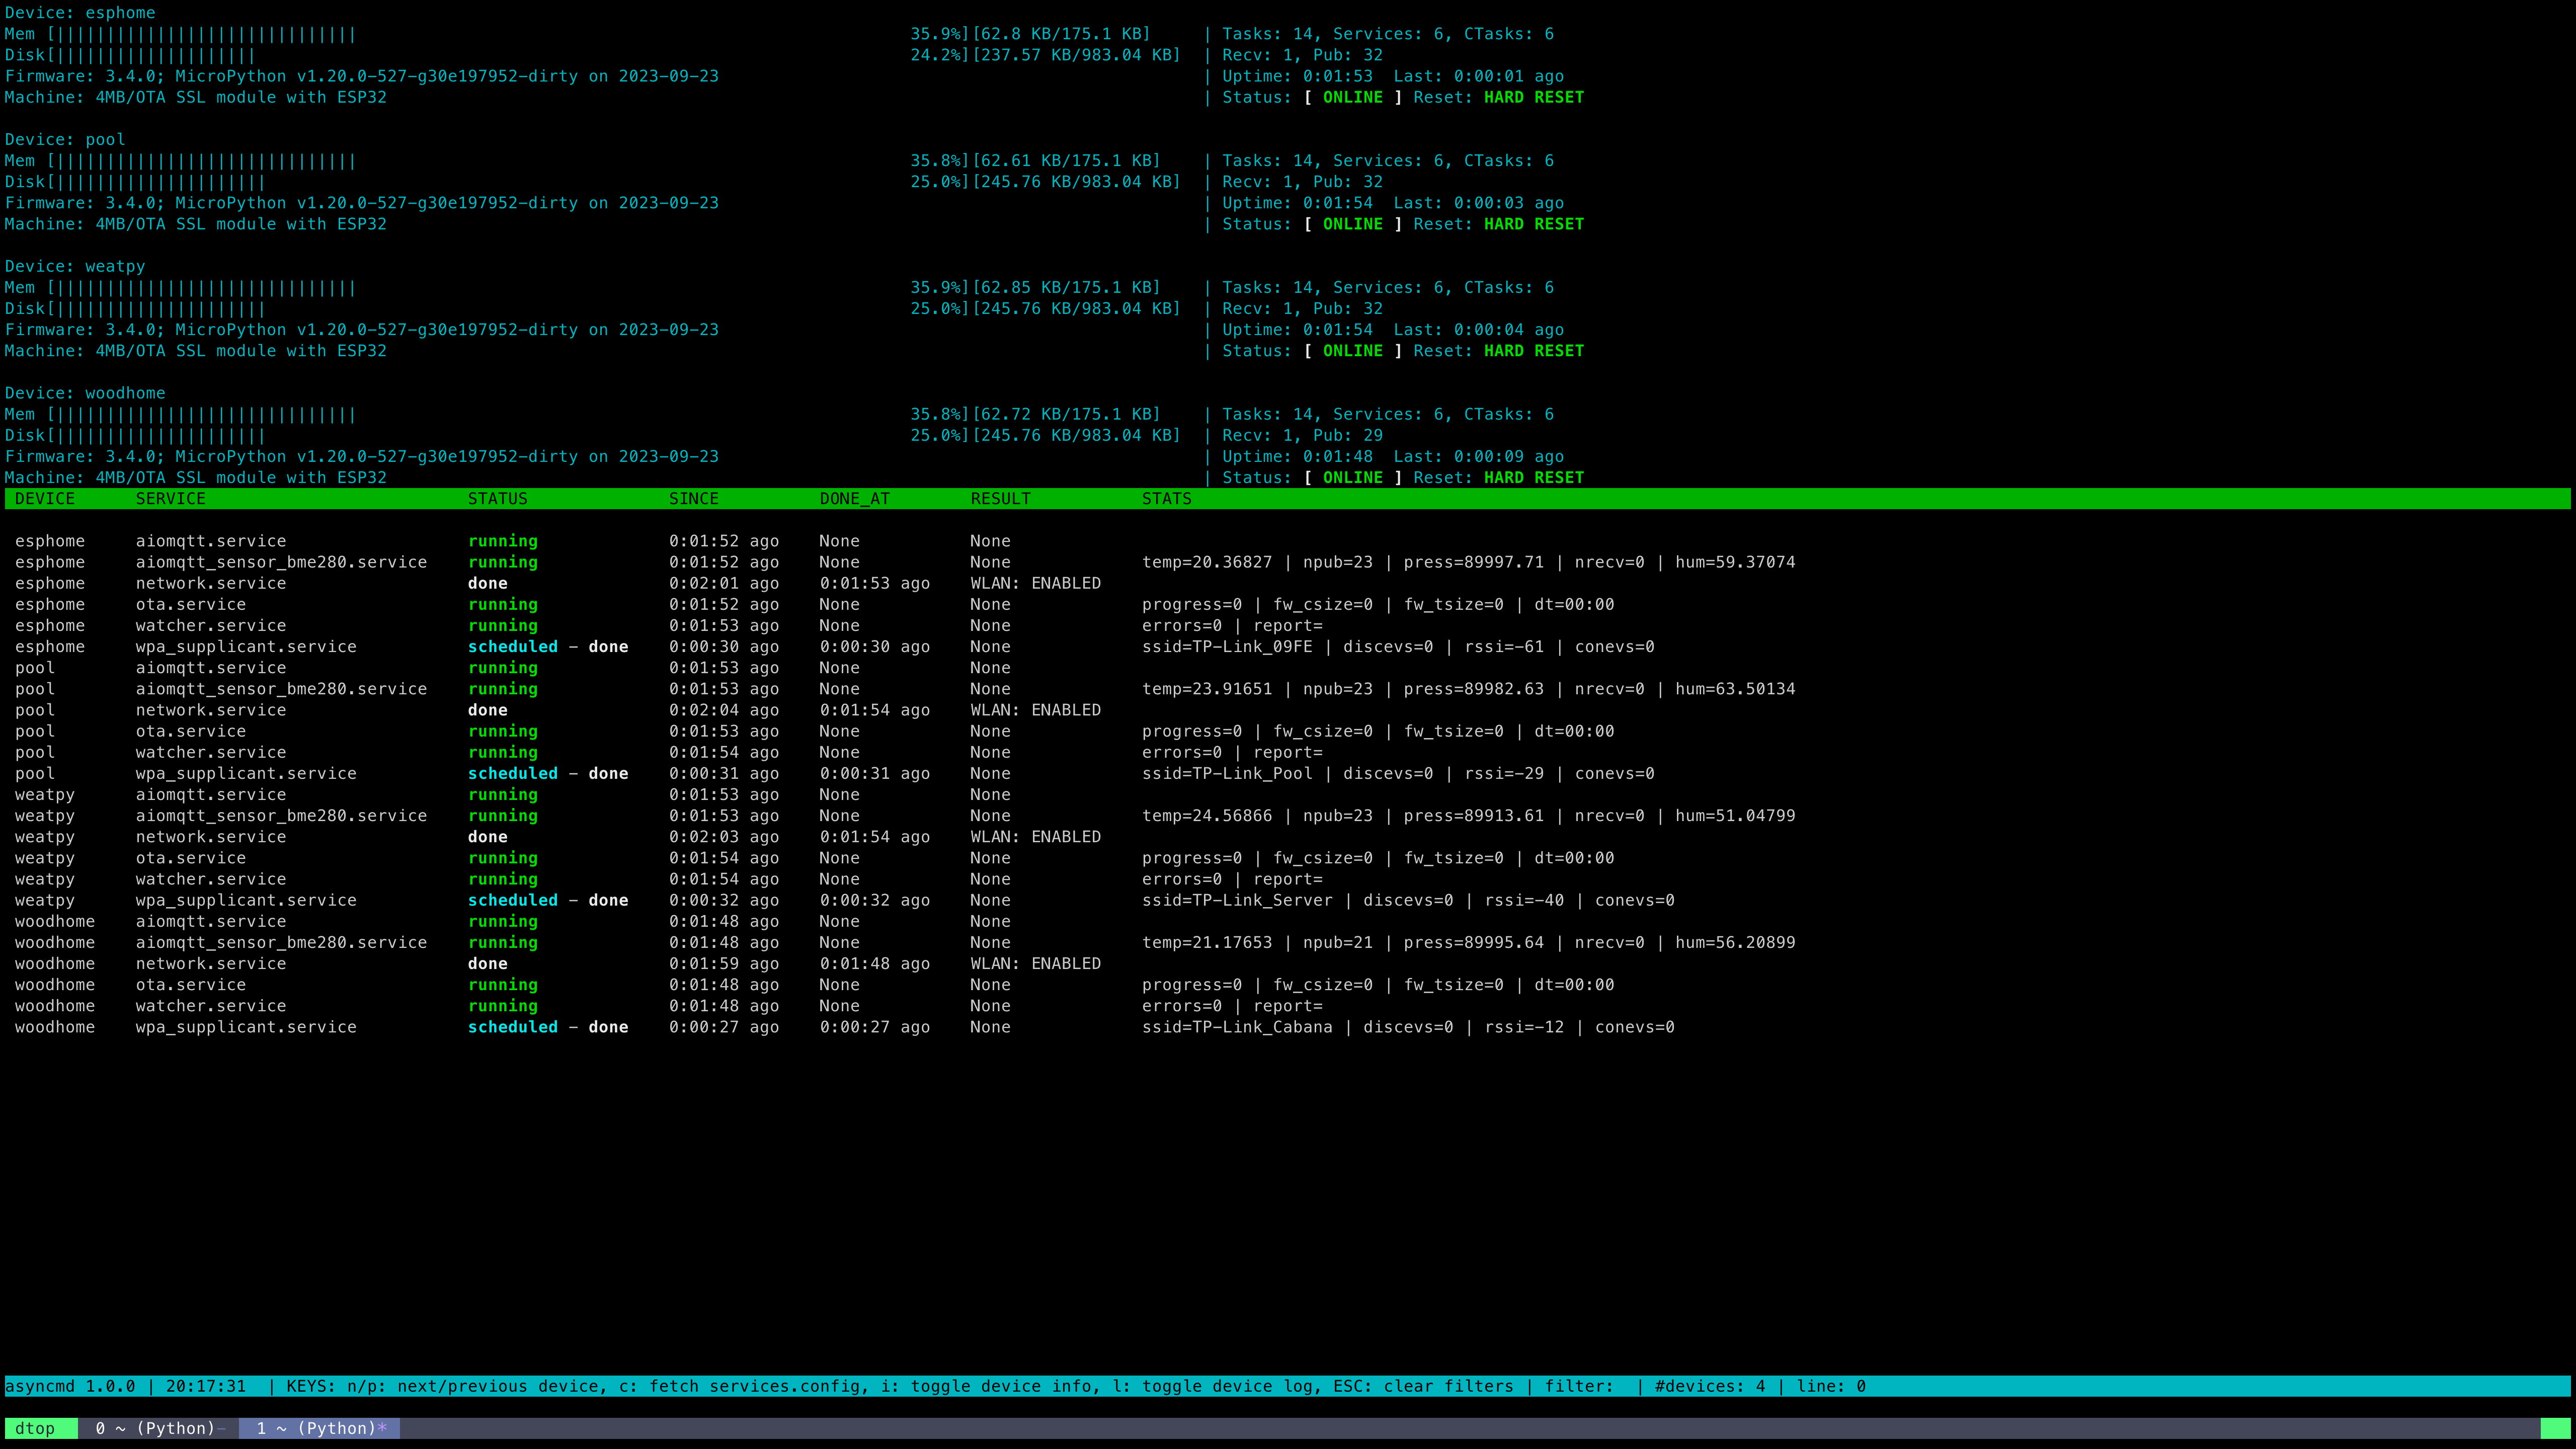 Device: esphome
Mem [|||||||||||||||||||||||||||||| 35.9%][62.8 KB/175.1 KB] | Tasks: 14, Services: 6, CTasks: 6
Disk[|||||||||||||||||||| 24.2%][237.57 KB/983.04 KB] | Recv: 1, Pub: 32
Firmware: 3.4.0; MicroPython v1.20.0-527-g30e197952-dirty on 2023-09-23 | Uptime: 0:01:53 Last: 0:00:01 ago
Machine: 4MB/OTA SSL module with ESP32 | Status: [ ONLINE ] Reset: HARD RESET
Device: pool
Mem [|||||||||||||||||||||||||||||| 35.8%][62.61 KB/175.1 KB] | Tasks: 14, Services: 6, CTasks: 6
Disk[||||||||||||||||||||| 25.0%][245.76 KB/983.04 KB] | Recv: 1, Pub: 32
Firmware: 3.4.0; MicroPython v1.20.0-527-g30e197952-dirty on 2023-09-23 | Uptime: 0:01:54 Last: 0:00:03 ago
Machine: 4MB/OTA SSL module with ESP32 | Status: [ ONLINE ] Reset: HARD RESET
Device: weatpy
Mem [|||||||||||||||||||||||||||||| 35.9%][62.85 KB/175.1 KB] | Tasks: 14, Services: 6, CTasks: 6
Disk[||||||||||||||||||||| 25.0%][245.76 KB/983.04 KB] | Recv: 1, Pub: 32
Firmware: 3.4.0; MicroPython v1.20.0-527-g30e197952-dirty on 2023-09-23 | Uptime: 0:01:54 Last: 0:00:04 ago
Machine: 4MB/OTA SSL module with ESP32 | Status: [ ONLINE ] Reset: HARD RESET
Device: woodhome
Mem [|||||||||||||||||||||||||||||| 35.8%][62.72 KB/175.1 KB] | Tasks: 14, Services: 6, CTasks: 6
Disk[||||||||||||||||||||| 25.0%][245.76 KB/983.04 KB] | Recv: 1, Pub: 29
Firmware: 3.4.0; MicroPython v1.20.0-527-g30e197952-dirty on 2023-09-23 | Uptime: 0:01:48 Last: 0:00:09 ago
Machine: 4MB/OTA SSL module with ESP32 | Status: [ ONLINE ] Reset: HARD RESET
DEVICE SERVICE STATUS SINCE DONE_AT RESULT STATS
esphome aiomqtt.service running 0:01:52 ago None None
esphome aiomqtt_sensor_bme280.service running 0:01:52 ago None None temp=20.36827 | npub=23 | press=89997.71 | nrecv=0 | hum=59.37074
esphome network.service done 0:02:01 ago 0:01:53 ago WLAN: ENABLED
esphome ota.service running 0:01:52 ago None None progress=0 | fw_csize=0 | fw_tsize=0 | dt=00:00
esphome watcher.service running 0:01:53 ago None None errors=0 | report=
esphome wpa_supplicant.service scheduled - done 0:00:30 ago 0:00:30 ago None ssid=TP-Link_09FE | discevs=0 | rssi=-61 | conevs=0
pool aiomqtt.service running 0:01:53 ago None None
pool aiomqtt_sensor_bme280.service running 0:01:53 ago None None temp=23.91651 | npub=23 | press=89982.63 | nrecv=0 | hum=63.50134
pool network.service done 0:02:04 ago 0:01:54 ago WLAN: ENABLED
pool ota.service running 0:01:53 ago None None progress=0 | fw_csize=0 | fw_tsize=0 | dt=00:00
pool watcher.service running 0:01:54 ago None None errors=0 | report=
pool wpa_supplicant.service scheduled - done 0:00:31 ago 0:00:31 ago None ssid=TP-Link_Pool | discevs=0 | rssi=-29 | conevs=0
weatpy aiomqtt.service running 0:01:53 ago None None
weatpy aiomqtt_sensor_bme280.service running 0:01:53 ago None None temp=24.56866 | npub=23 | press=89913.61 | nrecv=0 | hum=51.04799
weatpy network.service done 0:02:03 ago 0:01:54 ago WLAN: ENABLED
weatpy ota.service running 0:01:54 ago None None progress=0 | fw_csize=0 | fw_tsize=0 | dt=00:00
weatpy watcher.service running 0:01:54 ago None None errors=0 | report=
weatpy wpa_supplicant.service scheduled - done 0:00:32 ago 0:00:32 ago None ssid=TP-Link_Server | discevs=0 | rssi=-40 | conevs=0
woodhome aiomqtt.service running 0:01:48 ago None None
woodhome aiomqtt_sensor_bme280.service running 0:01:48 ago None None temp=21.17653 | npub=21 | press=89995.64 | nrecv=0 | hum=56.20899
woodhome network.service done 0:01:59 ago 0:01:48 ago WLAN: ENABLED
woodhome ota.service running 0:01:48 ago None None progress=0 | fw_csize=0 | fw_tsize=0 | dt=00:00
woodhome watcher.service running 0:01:48 ago None None errors=0 | report=
woodhome wpa_supplicant.service scheduled - done 0:00:27 ago 0:00:27 ago None ssid=TP-Link_Cabana | discevs=0 | rssi=-12 | conevs=0
asyncmd 1.0.0 | 20:17:31 | KEYS: n/p: next/previous device, c: fetch services.config, i: toggle device info, l: toggle device log, ESC: clear filters | filter: | #devices: 4 | line: 0
dtop 0 ~ (Python)- 1 ~ (Python)*